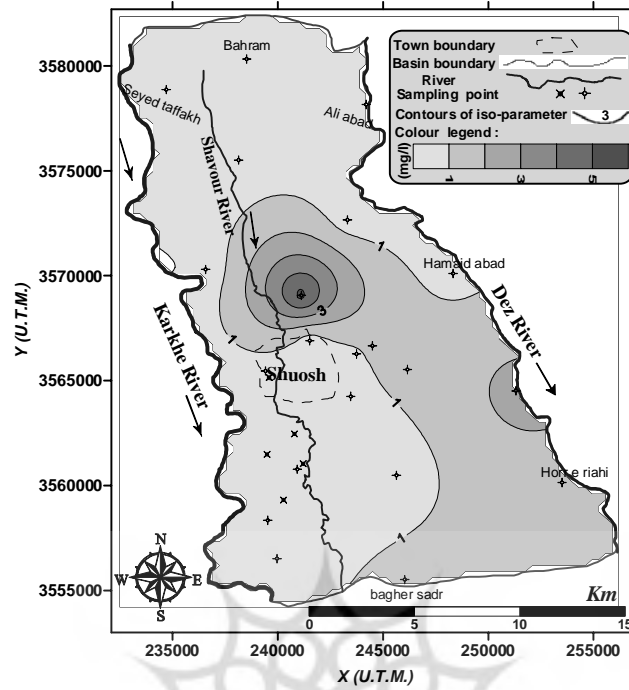 Town boundary
Basin boundary
River
Sampling point
Contours of iso-parameter 3
Colour legend :
(mg/l)
1 3 5
3580000
3575000
3570000
3565000
3560000
3555000
Y (U.T.M.)
Bahram
Seyed taffakh
Ali abad
Shavour River
1
Hamaid abad
3
1
Karkhe River
Dez River
Shuosh
1
Horr e riahi
1
bagher sadr
N
W E
S
Km
0 5 10 15
235000 240000 245000 250000 255000
X (U.T.M.)